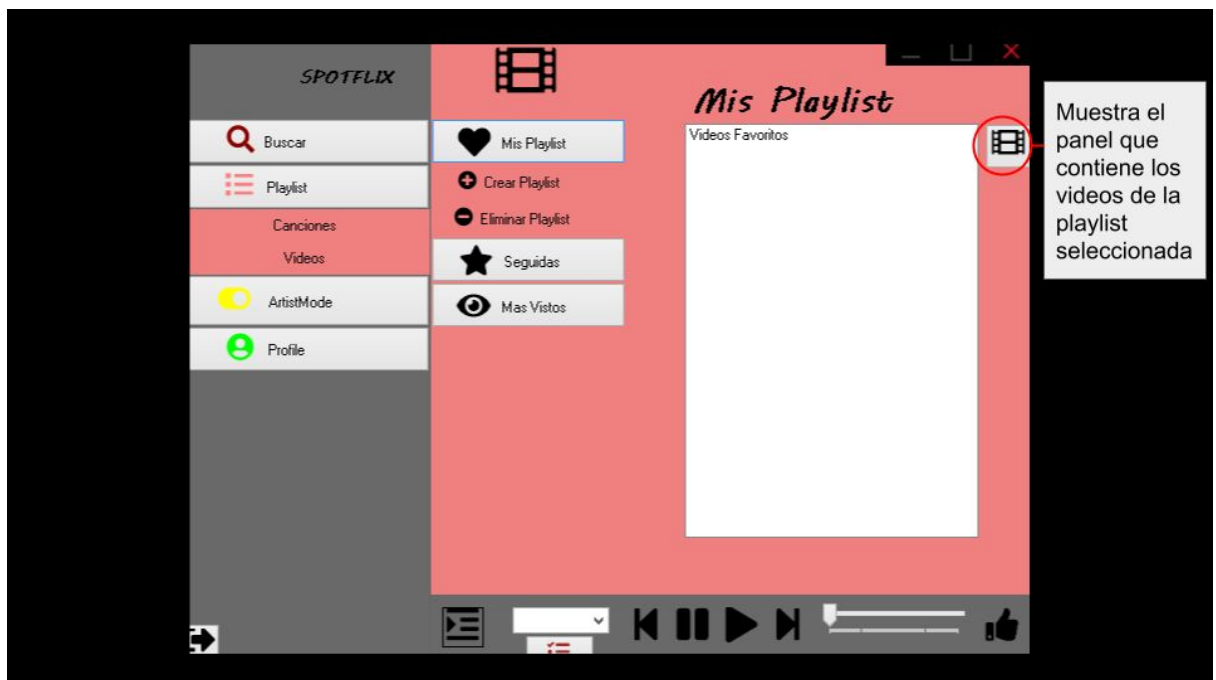 SPOTFLIX
Buscar
Playlist
Canciones
Videos
ArtistMode
Profile
Mis Playlist
Crear Playlist
Eliminar Playlist
Seguidas
Mas Vistos
Mis Playlist
Videos Favoritos
Muestra el
panel que
contiene los
videos de la
playlist
seleccionada